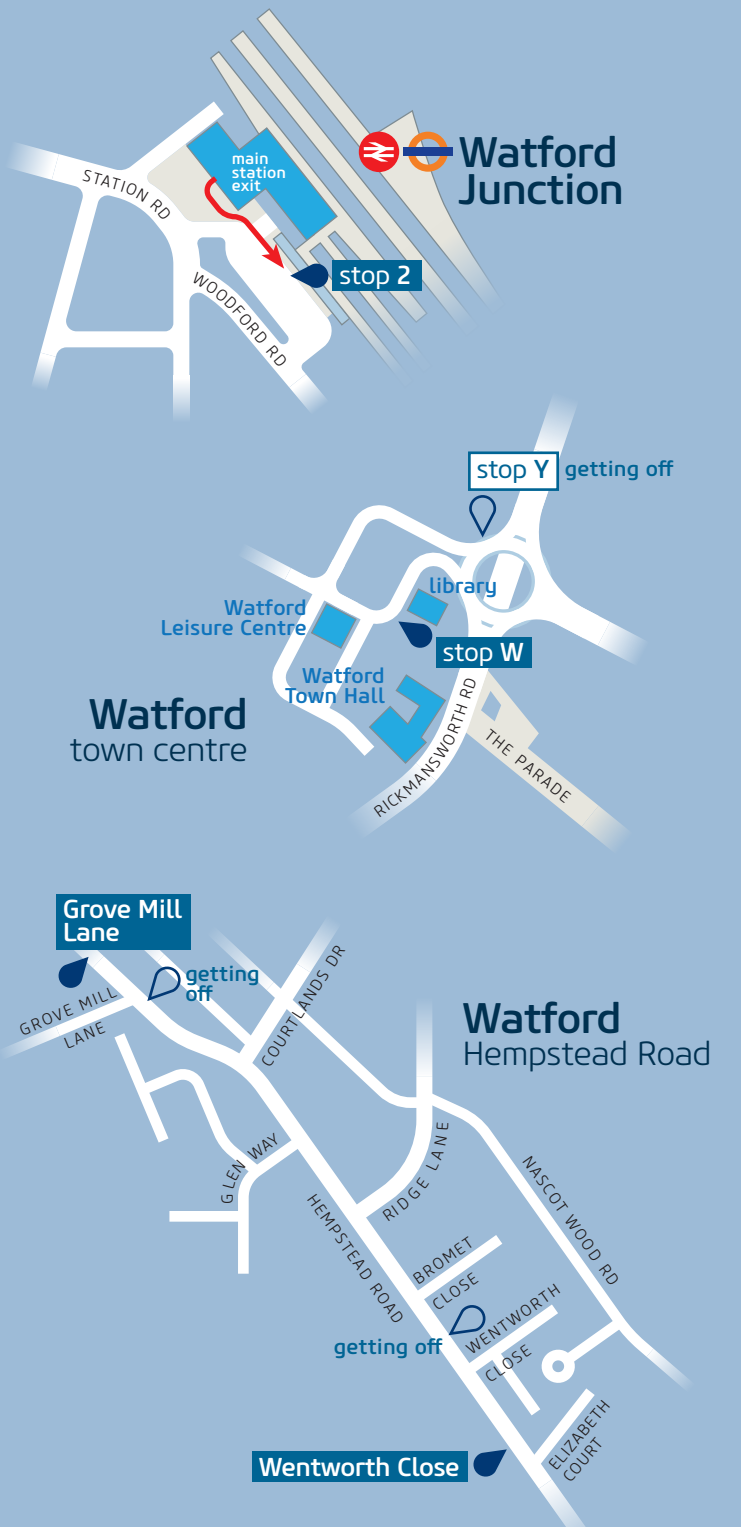 Watford
Junction
main
station
exit
STATION RD
stop 2
WOODFORD RD
stop Y
getting off
library
Watford
Leisure Centre
stop W
Watford
Town Hall
Watford
town centre
RICKMANSWORTH RD
THE PARADE
Grove Mill
Lane
getting
off
GROVE MILL
LANE
COURTLANDS DR
Watford
Hempstead Road
GLEN WAY
RIDGE LANE
NASCOT WOOD RD
HEMPSTEAD ROAD
BROMET
CLOSE
WENTWORTH
CLOSE
getting off
ELIZABETH
COURT
Wentworth Close